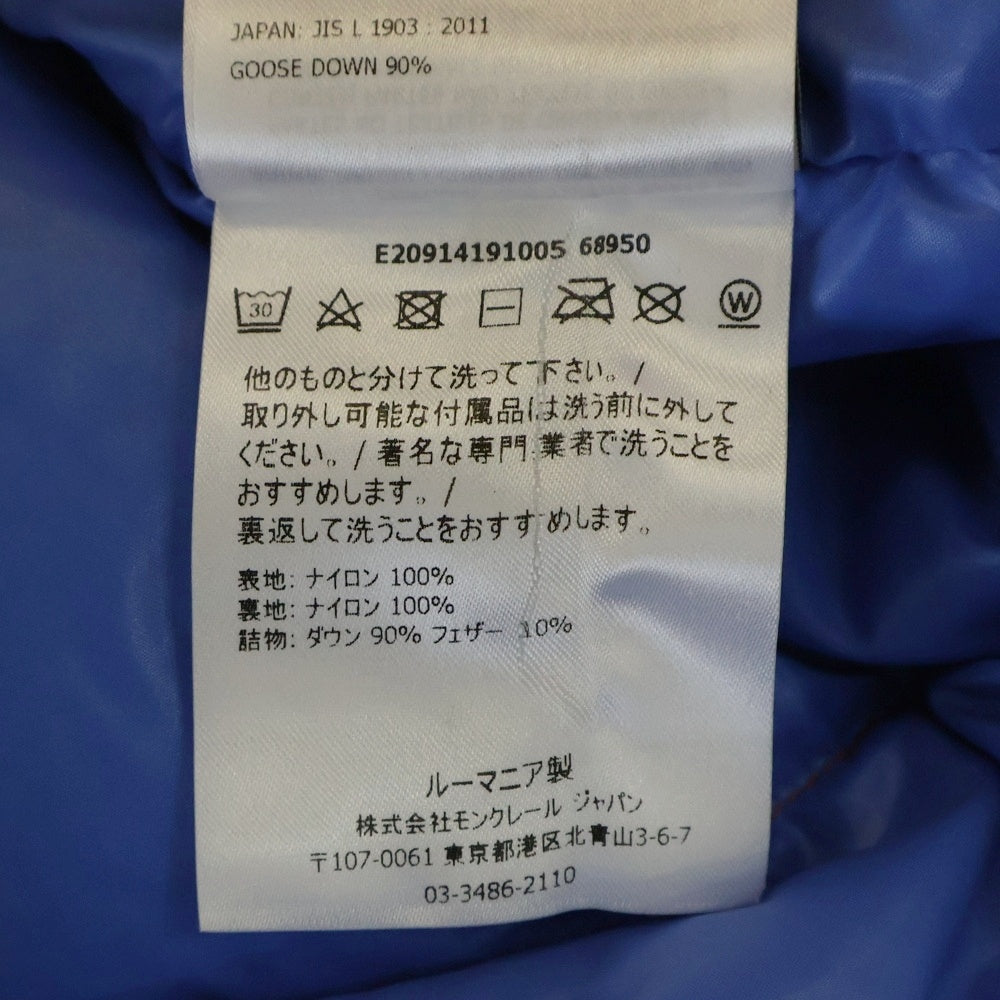 JAPAN: JIS L 1903 : 2011
GOOSE DOWN 90%
E20914191005 68950
30
W
他のものと分けて洗って下さい。/
取り外し可能な付属品は洗う前に外して
ください。/ 著名な専門業者で洗うことを
おすすめします。/
裏返して洗うことをおすすめします。
表地: ナイロン 100%
裏地: ナイロン 100%
詰物: ダウン 90% フェザー 10%
ルーマニア製
株式会社モンクレール ジャパン
〒107-0061 東京都港区北青山3-6-7
03-3486-2110